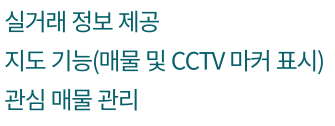 실거래 정보 제공
지도 기능(매물 및 CCTV 마커 표시)
관심 매물 관리